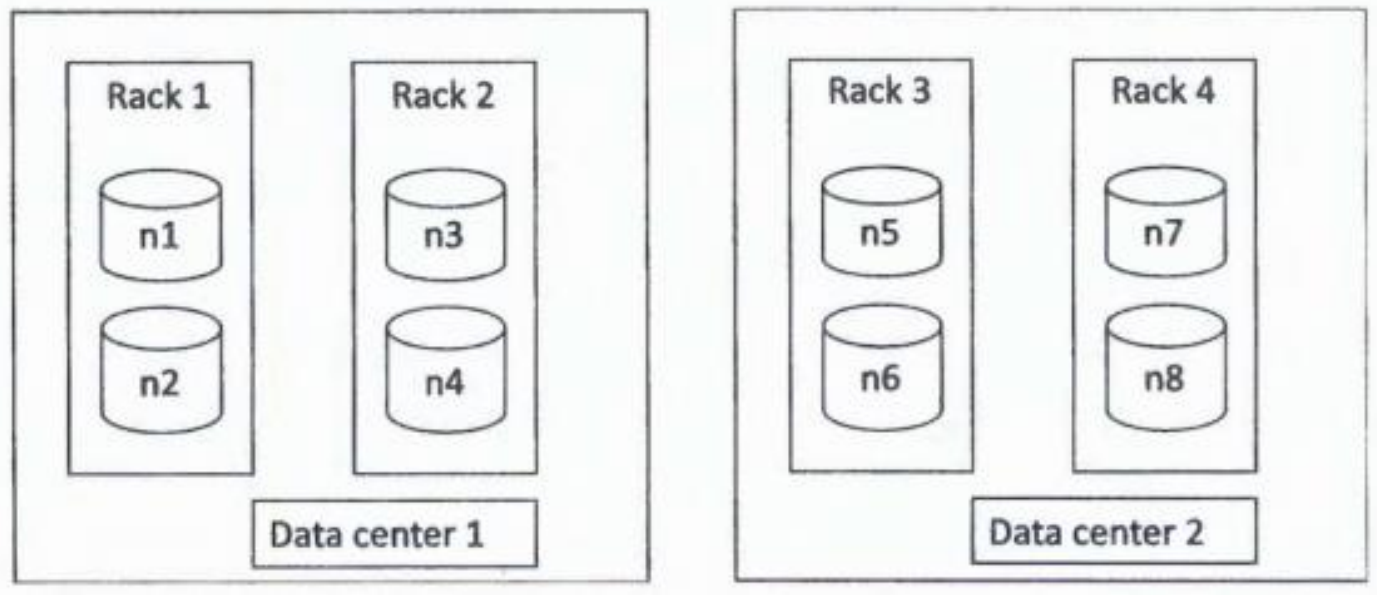 Rack 1
n1
n2
Rack 2
n3
n4
Data center 1
Rack 3
n5
n6
Rack 4
n7
n8
Data center 2